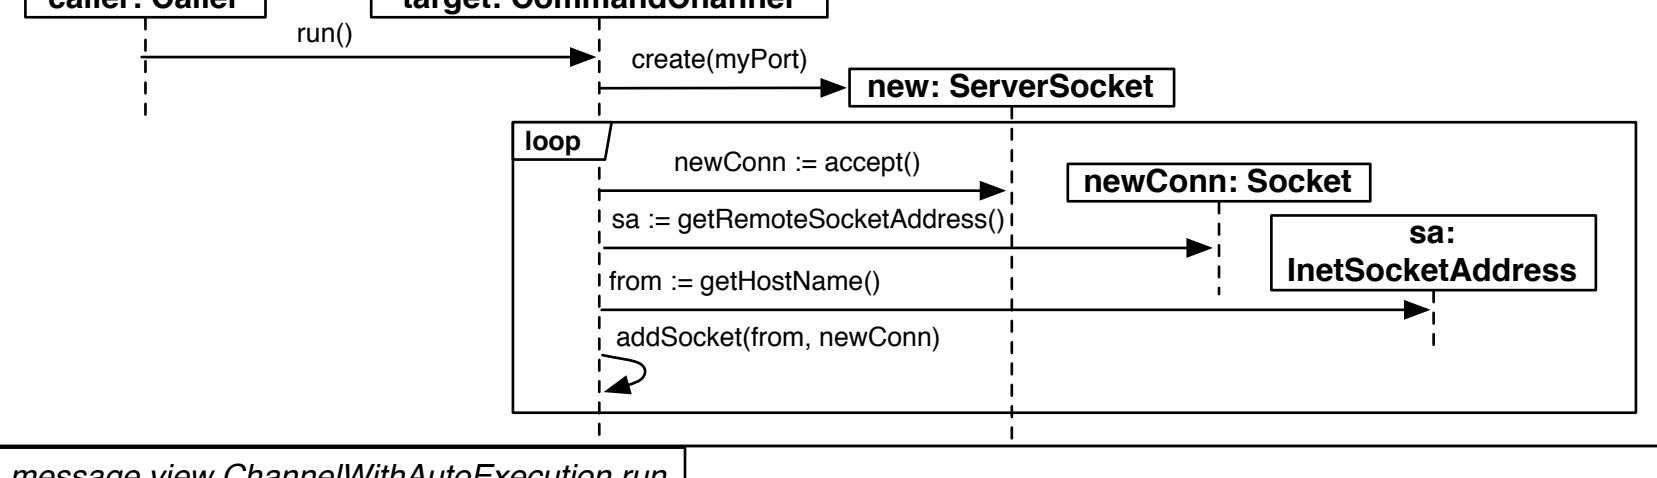 caller: Caller
target: CommandChannel
run()
create(myPort)
new: ServerSocket
loop
newConn := accept()
newConn: Socket
sa := getRemoteSocketAddress()
sa:
InetSocketAddress
from := getHostName()
addSocket(from, newConn)
message view ChannelWithAutoExecution.run